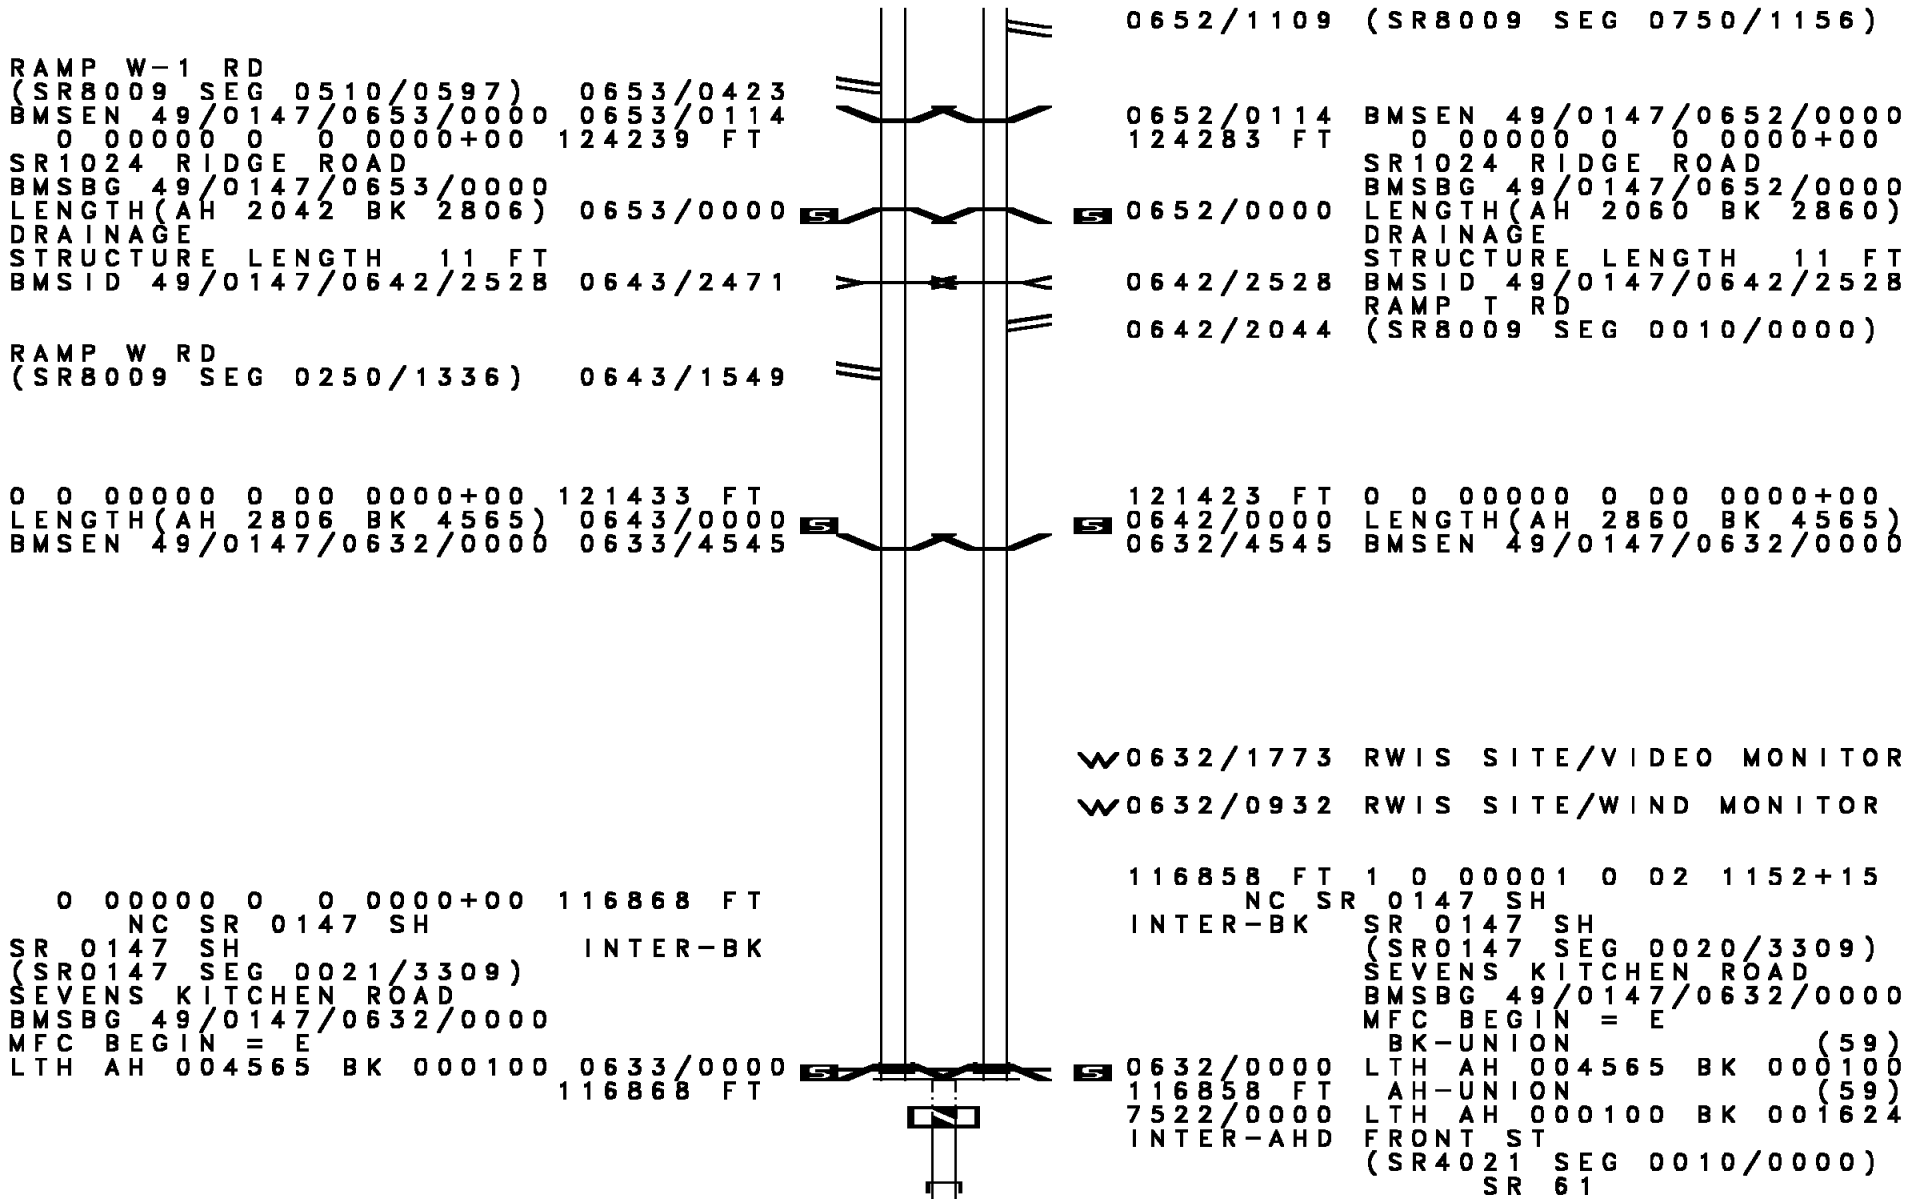 0652/1109 (SR8009 SEG 0750/1156)
RAMP W-1 RD
(SR8009 SEG 0510/0597) 0653/0423
BMSEN 49/0147/0653/0000 0653/0114
0 00000 0 0 0000+00 124239 FT
SR1024 RIDGE ROAD
BMSBG 49/0147/0653/0000
LENGTH(AH 2042 BK 2806) 0653/0000 S
DRAINAGE
STRUCTURE LENGTH 11 FT
BMSID 49/0147/0642/2528 0643/2471
RAMP W RD
(SR8009 SEG 0250/1336) 0643/1549
0 0 00000 0 00 0000+00 121433 FT
LENGTH(AH 2806 BK 4565) 0643/0000 S
BMSEN 49/0147/0632/0000 0633/4545
0 00000 0 0 0000+00 116868 FT
NC SR 0147 SH
SR 0147 SH INTER-BK
(SR0147 SEG 0021/3309)
SEVENS KITCHEN ROAD
BMSBG 49/0147/0632/0000
MFC BEGIN = E
LTH AH 004565 BK 000100 0633/0000 S
116868 FT
0652/0114 BMSEN 49/0147/0652/0000
124283 FT 0 00000 0 0 0000+00
SR1024 RIDGE ROAD
BMSBG 49/0147/0652/0000
S 0652/0000 LENGTH(AH 2060 BK 2860)
DRAINAGE
STRUCTURE LENGTH 11 FT
0642/2528 BMSID 49/0147/0642/2528
RAMP T RD
0642/2044 (SR8009 SEG 0010/0000)
121423 FT 0 0 00000 0 00 0000+00
S 0642/0000 LENGTH(AH 2860 BK 4565)
0632/4545 BMSEN 49/0147/0632/0000
W 0632/1773 RWIS SITE/VIDEO MONITOR
W 0632/0932 RWIS SITE/WIND MONITOR
116858 FT 1 0 00001 0 02 1152+15
NC SR 0147 SH
INTER-BK SR 0147 SH
(SR0147 SEG 0020/3309)
SEVENS KITCHEN ROAD
BMSBG 49/0147/0632/0000
MFC BEGIN = E
BK-UNION (59)
S 0632/0000 LTH AH 004565 BK 000100
116858 FT AH-UNION (59)
7522/0000 LTH AH 000100 BK 001624
INTER-AHD FRONT ST
(SR4021 SEG 0010/0000)
SR 61